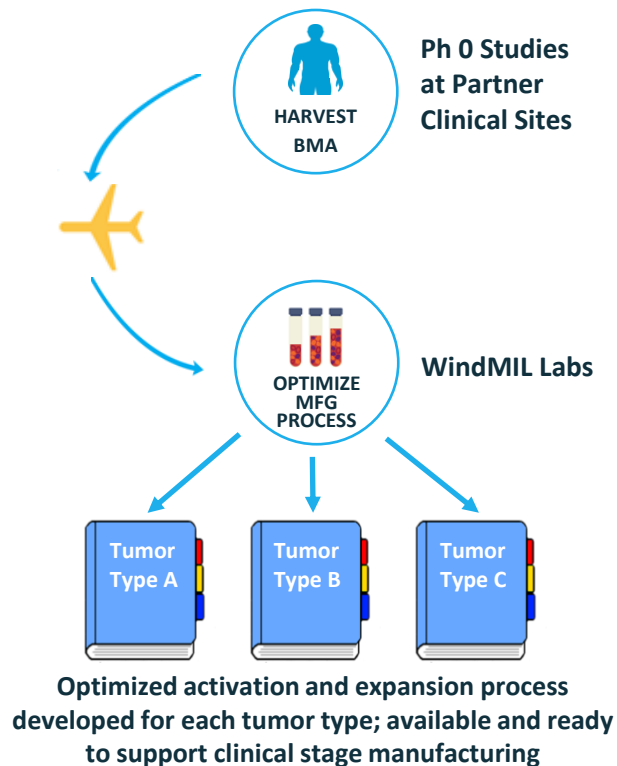 Ph 0 Studies
at Partner
Clinical Sites
HARVEST
BMA
WindMIL Labs
OPTIMIZE
MFG
PROCESS
Tumor
Type A
Tumor
Type B
Tumor
Type C
Optimized activation and expansion process
developed for each tumor type; available and ready
to support clinical stage manufacturing